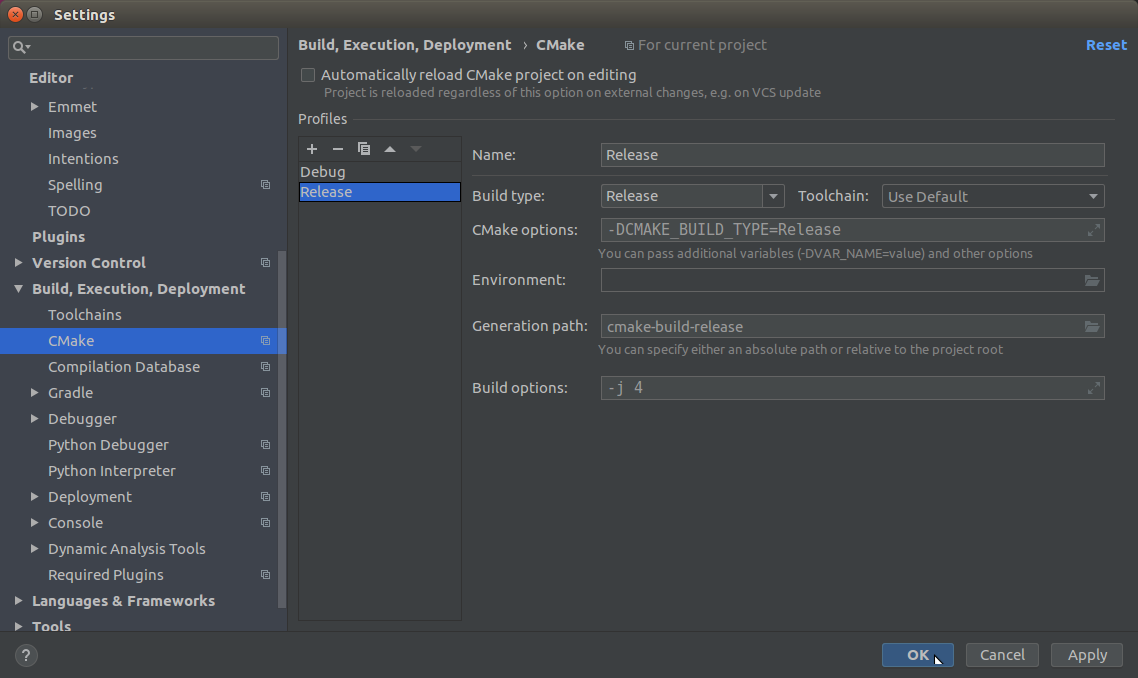 Settings
Build, Execution, Deployment › CMake For current project Reset
Automatically reload CMake project on editing
Project is reloaded regardless of this option on external changes, e.g. on VCS update
Profiles
Editor
Emmet
Images
Intentions
Spelling
TODO
Plugins
Version Control
Build, Execution, Deployment
Toolchains
CMake
Compilation Database
Gradle
Debugger
Python Debugger
Python Interpreter
Deployment
Console
Dynamic Analysis Tools
Required Plugins
Languages & Frameworks
Tools
Debug
Release
Name: Release
Build type: Release Toolchain: Use Default
CMake options: -DCMAKE_BUILD_TYPE=Release
You can pass additional variables (-DVAR_NAME=value) and other options
Environment:
Generation path: cmake-build-release
You can specify either an absolute path or relative to the project root
Build options: -j 4
? OK Cancel Apply